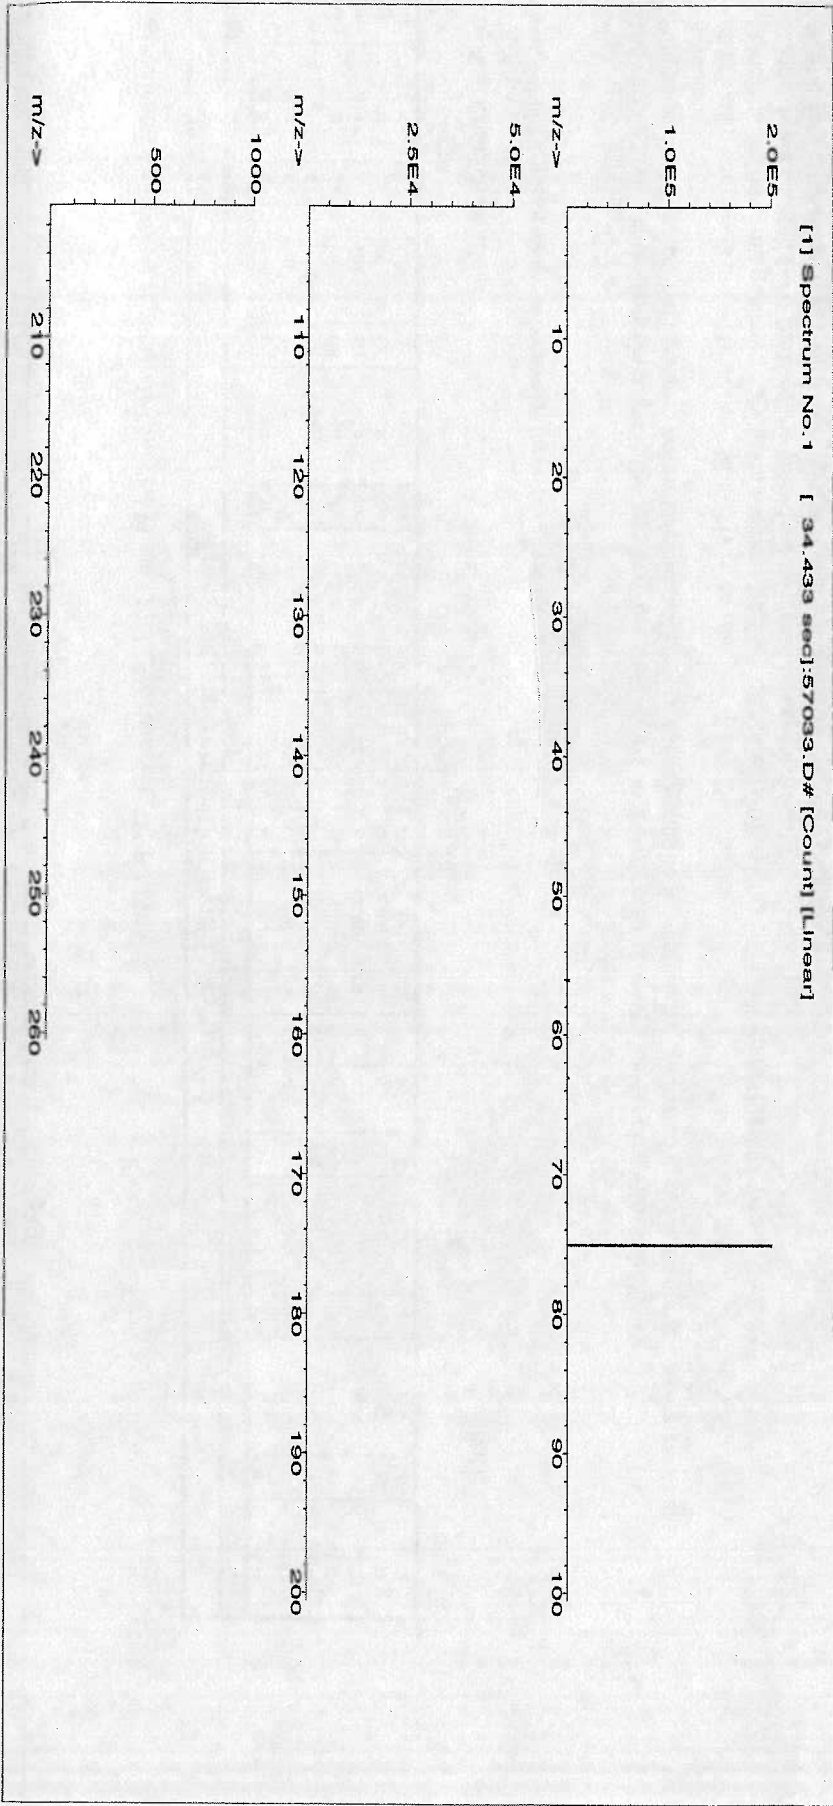 [1] Spectrum No.1 [ 34.433 sec]:57033.D# [Count] [Linear]
2.0E5
1.0E5
m/z-> 10 20 30 40 50 60 70 80 90 100
5.0E4
2.5E4
m/z-> 110 120 130 140 150 160 170 180 190 200
1000
500
m/z-> 210 220 230 240 250 260